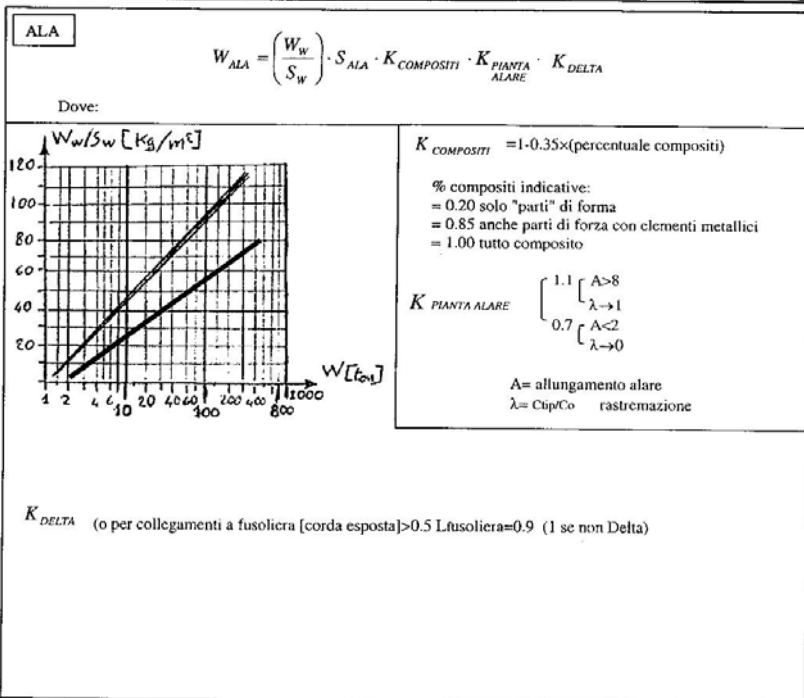 ALA
W_ALA = (W_w / S_w) · S_ALA · K_COMPOSITI · K_PIANTA ALARE · K_DELTA
Dove:
Ww/Sw [Kg/m²]
120
100
80
60
40
20
W [ton]
1 2 4 6 10 20 40 60 100 200 400 800 1000
K COMPOSITI =1-0.35×(percentuale compositi)
% compositi indicative:
= 0.20 solo "parti" di forma
= 0.85 anche parti di forza con elementi metallici
= 1.00 tutto composito
K PIANTA ALARE
1.1 A>8
λ→1
0.7 A<2
λ→0
A= allungamento alare
λ= Ctip/Co rastremazione
K DELTA (o per collegamenti a fusoliera [corda esposta]>0.5 Lfusoliera=0.9 (1 se non Delta)